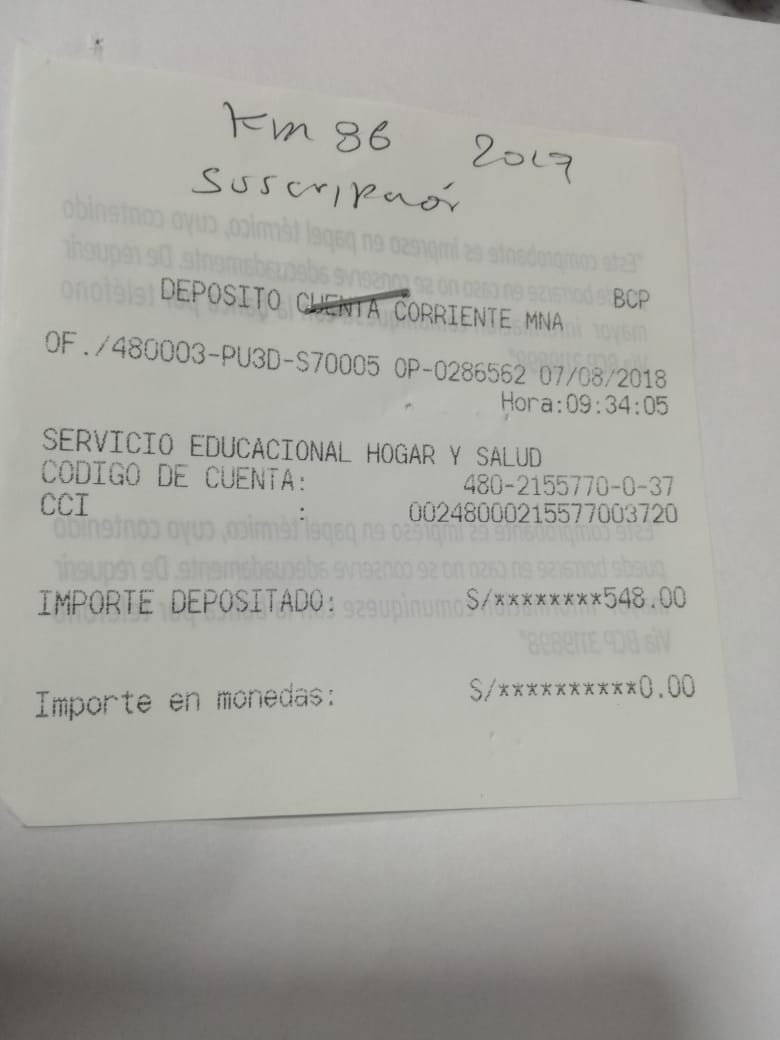 Km 86 2017
Suscripción
DEPOSITO CUENTA CORRIENTE MNA BCP
OF./480003-PU3D-S70005 OP-0286562 07/08/2018
Hora:09:34:05
SERVICIO EDUCACIONAL HOGAR Y SALUD
CODIGO DE CUENTA: 480-2155770-0-37
CCI : 00248000215577003720
IMPORTE DEPOSITADO: S/********548.00
Importe en monedas: S/**********0.00